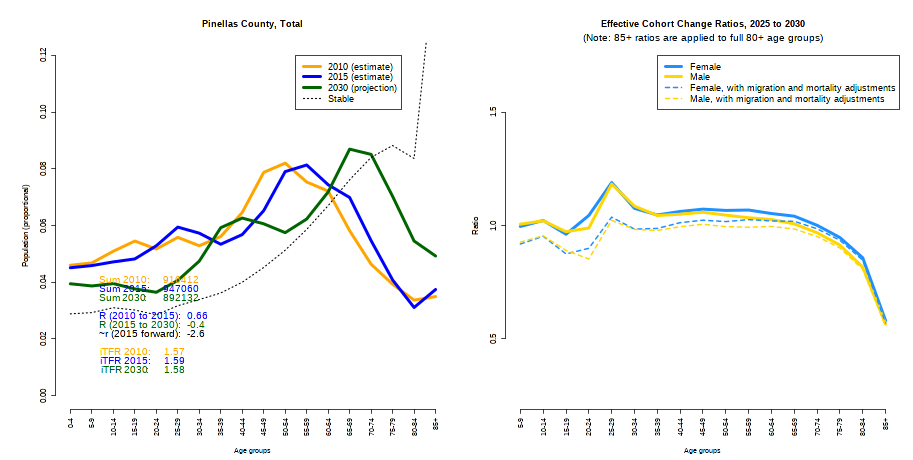 Pinellas County, Total
2010 (estimate)
2015 (estimate)
2030 (projection)
Stable
Population (proportional)
0.12
0.10
0.08
0.06
0.04
0.02
0.00
Sum 2010: 
Sum 2015: 947060
Sum 2030: 892132
R (2010 to 2015): 0.66
R (2015 to 2030): -0.4
~r (2015 forward): -2.6
iTFR 2010: 1.57
iTFR 2015: 1.59
iTFR 2030: 1.58
0-4
5-9
10-14
15-19
20-24
25-29
30-34
35-39
40-44
45-49
50-54
55-59
60-64
65-69
70-74
75-79
80-84
85+
Age groups
Effective Cohort Change Ratios, 2025 to 2030
(Note: 85+ ratios are applied to full 80+ age groups)
Female
Male
Female, with migration and mortality adjustments
Male, with migration and mortality adjustments
Ratio
1.5
1.0
0.5
5-9
10-14
15-19
20-24
25-29
30-34
35-39
40-44
45-49
50-54
55-59
60-64
65-69
70-74
75-79
80-84
85+
Age groups